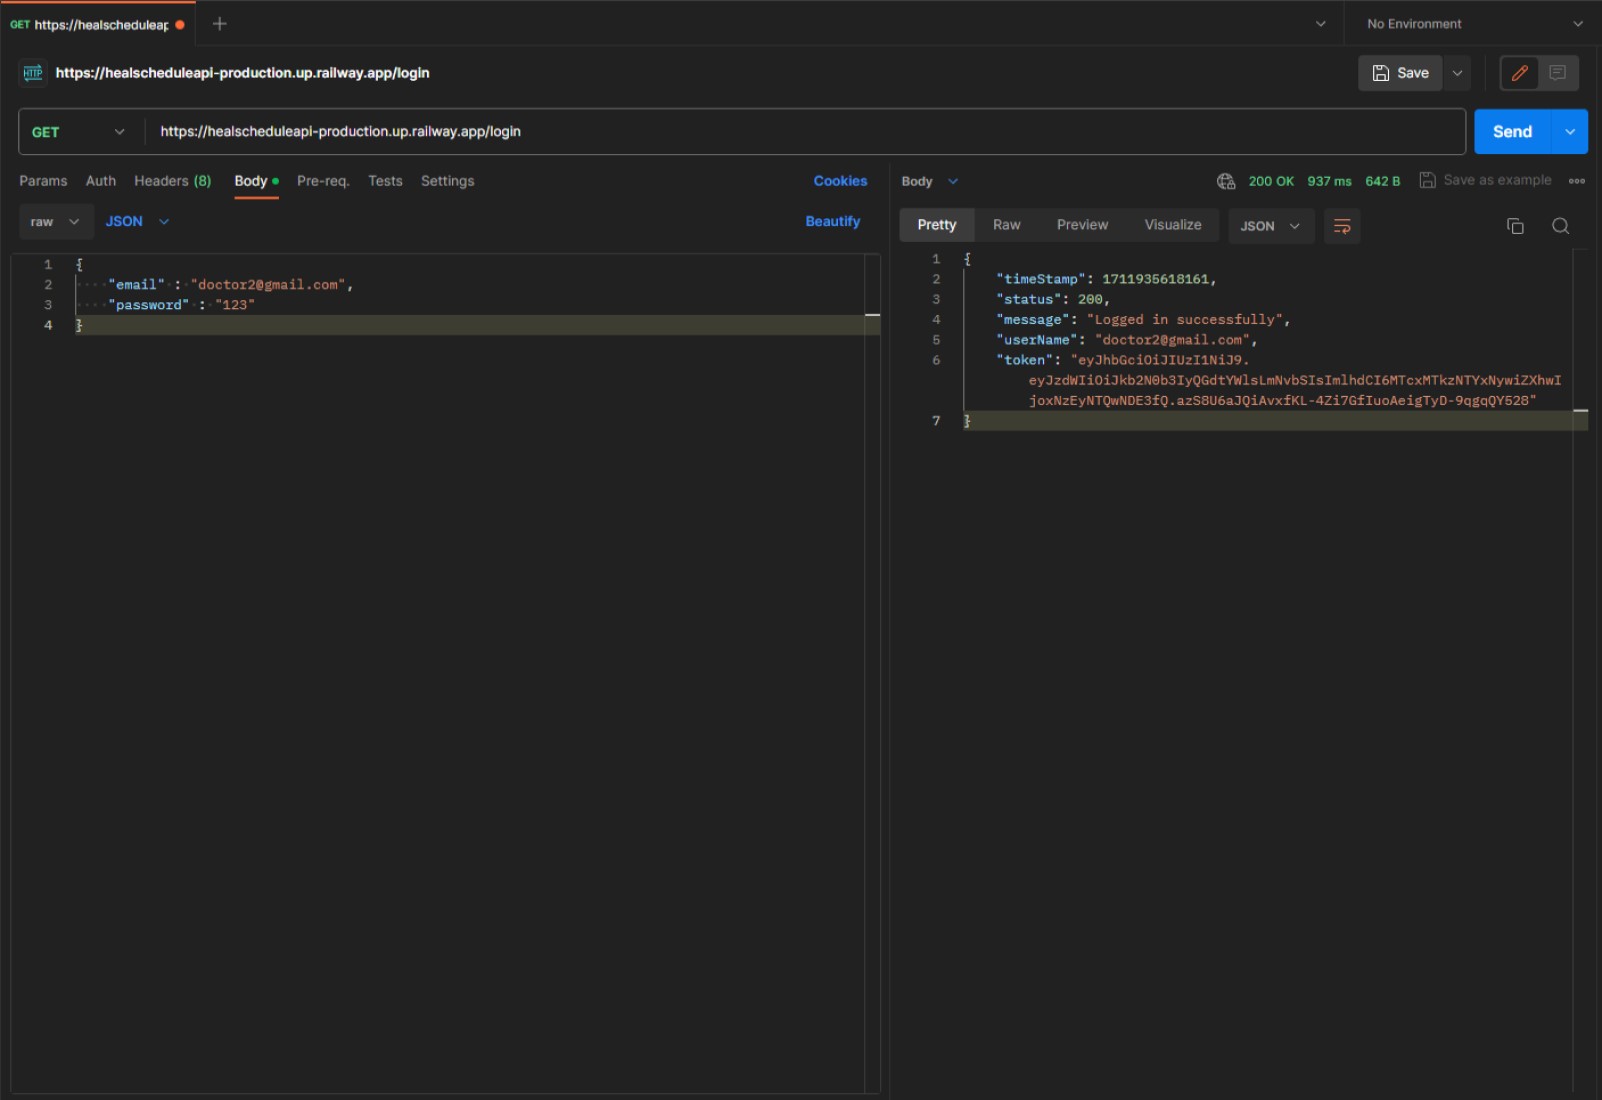 GET https://healscheduleap
No Environment
HTTP https://healscheduleapi-production.up.railway.app/login
Save
GET https://healscheduleapi-production.up.railway.app/login
Send
Params Auth Headers (8) Body Pre-req. Tests Settings Cookies
raw JSON Beautify
1 {
2 "email" : "doctor2@gmail.com",
3 "password" : "123"
4 }
Body 200 OK 937 ms 642 B Save as example
Pretty Raw Preview Visualize JSON
1 {
2 "timeStamp": 1711935618161,
3 "status": 200,
4 "message": "Logged in successfully",
5 "userName": "doctor2@gmail.com",
6 "token": "eyJhbGciOiJIUzI1NiJ9.
eyJzdWIiOiJkb2N0b3IyQGdtYWlsLmNvbSIsImlhdCI6MTcxMTkzNTYxNywiZXhwI
joxNzEyNTQwNDE3fQ.azS8U6aJQiAvxfKL-4Zi7GfIuoAeigTyD-9qgqQY528"
7 }